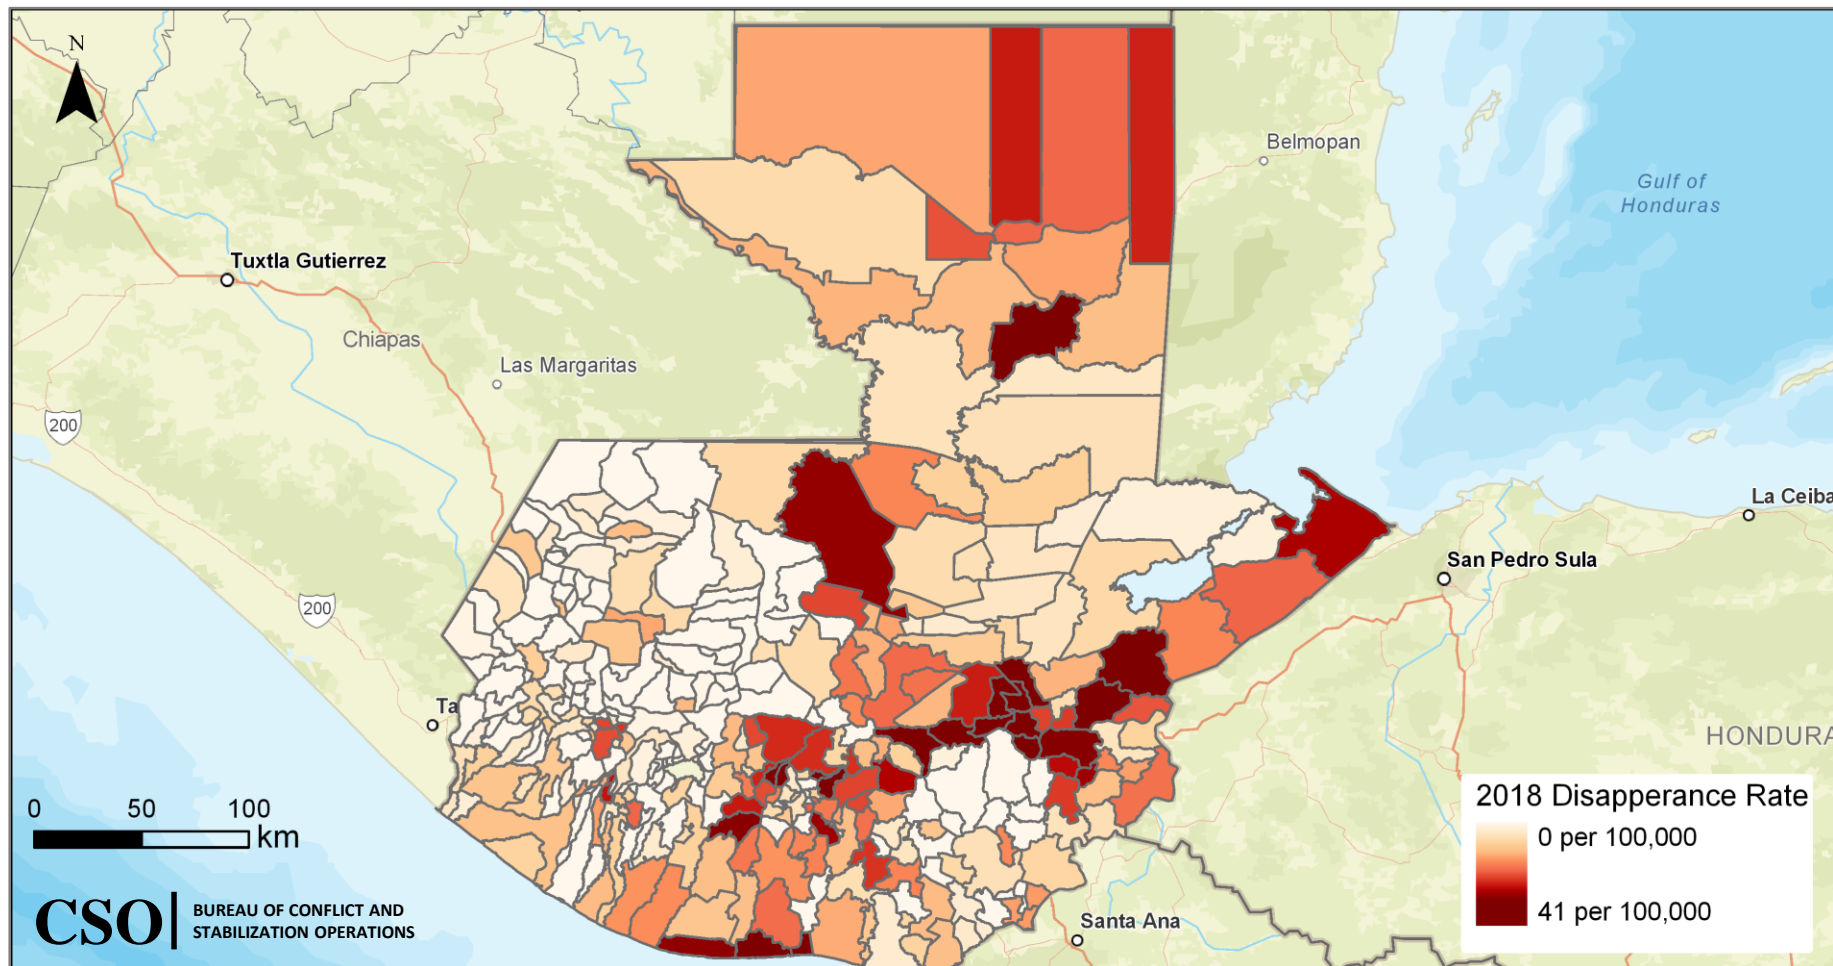 N
Belmopan
Gulf of
Honduras
Tuxtla Gutierrez
Chiapas
Las Margaritas
200
La Ceiba
San Pedro Sula
200
Ta
HONDURA
0 50 100
km
2018 Disapperance Rate
0 per 100,000
41 per 100,000
CSO
BUREAU OF CONFLICT AND
STABILIZATION OPERATIONS
Santa Ana